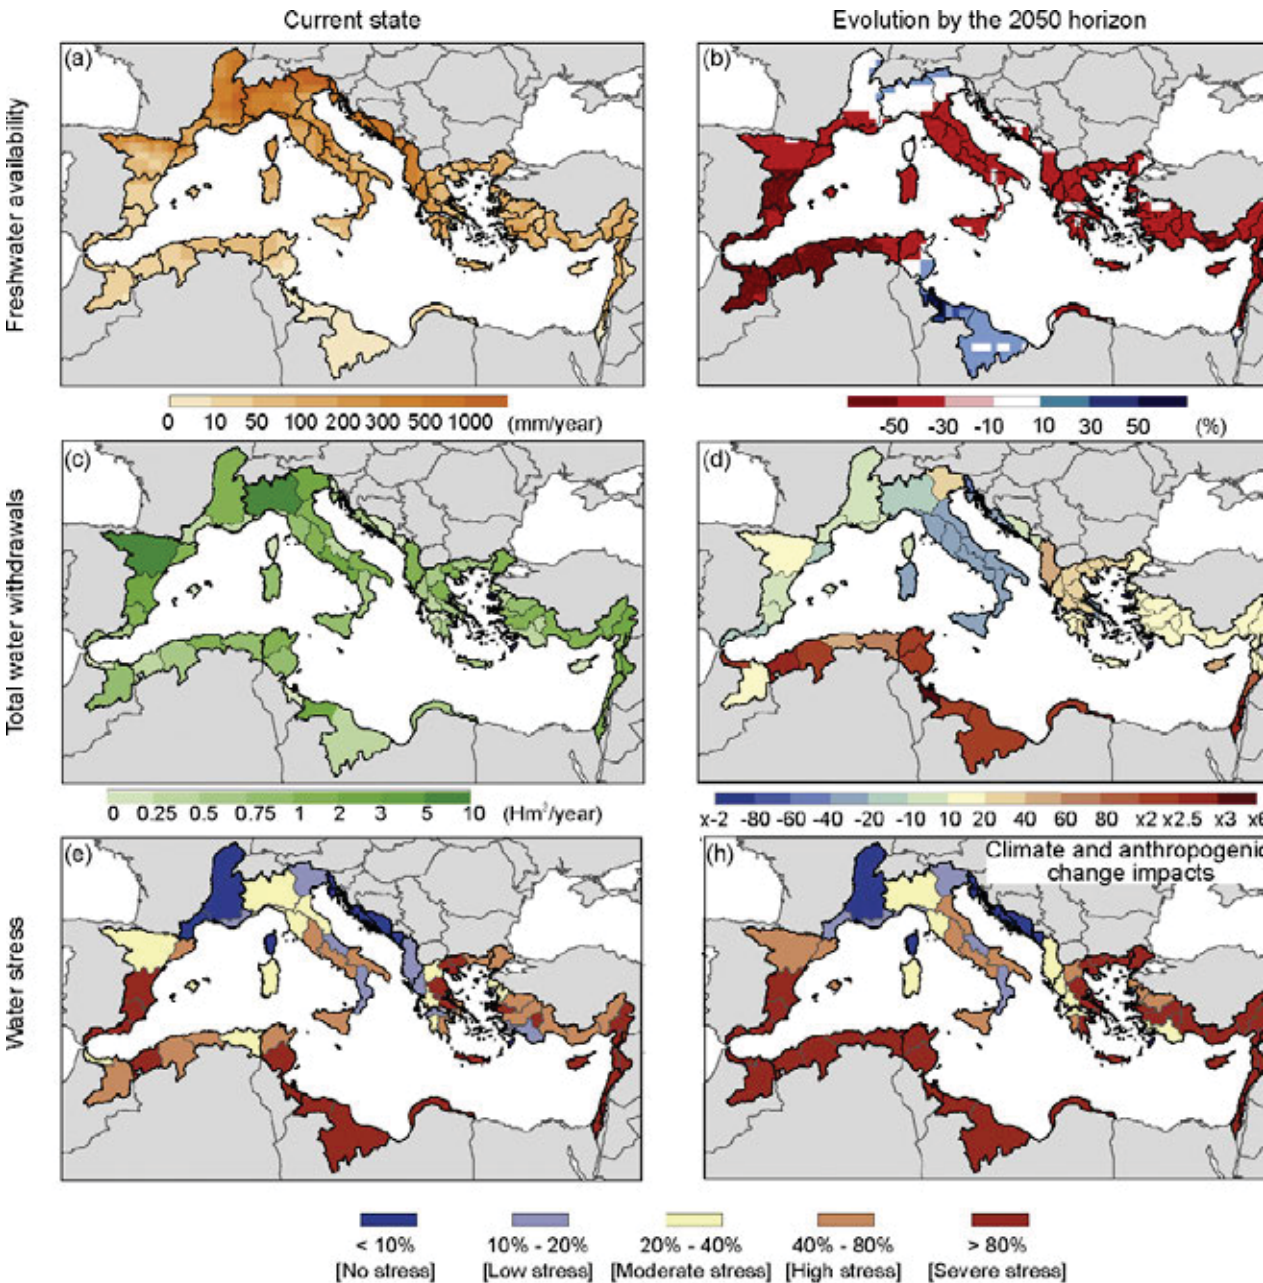 Current state
Evolution by the 2050 horizon
Freshwater availability
(a)
(b)
0 10 50 100 200 300 500 1000 (mm/year)
-50 -30 -10 10 30 50 (%)
Total water withdrawals
(c)
(d)
0 0.25 0.5 0.75 1 2 3 5 10 (Hm³/year)
x-2 -80 -60 -40 -20 -10 10 20 40 60 80 x2 x2.5 x3 x6
Water stress
(e)
(h)
Climate and anthropogenic
change impacts
< 10%
[No stress]
10% - 20%
[Low stress]
20% - 40%
[Moderate stress]
40% - 80%
[High stress]
> 80%
[Severe stress]